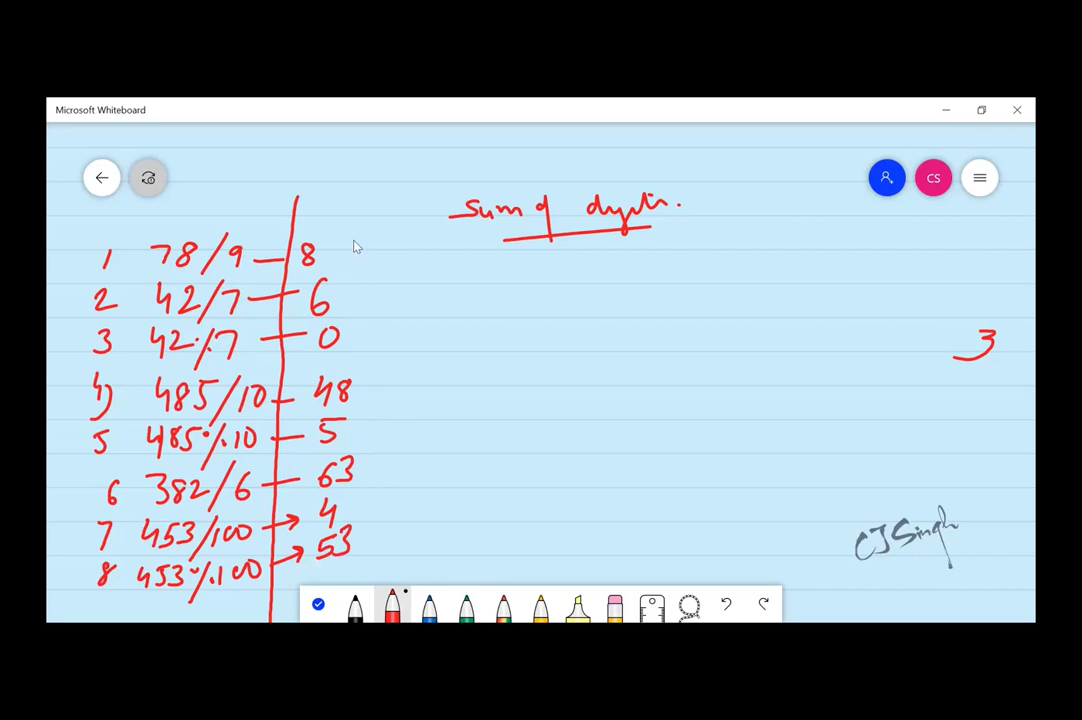 Microsoft Whiteboard
CS
sum of digits.
1 78/9 — 8
2 42/7 — 6
3 42%7 — 0
4) 485/10 — 48
5 485%10 — 5
6 382/6 — 63
7 453/100 → 4
8 453%100 → 53
3
CJSingh